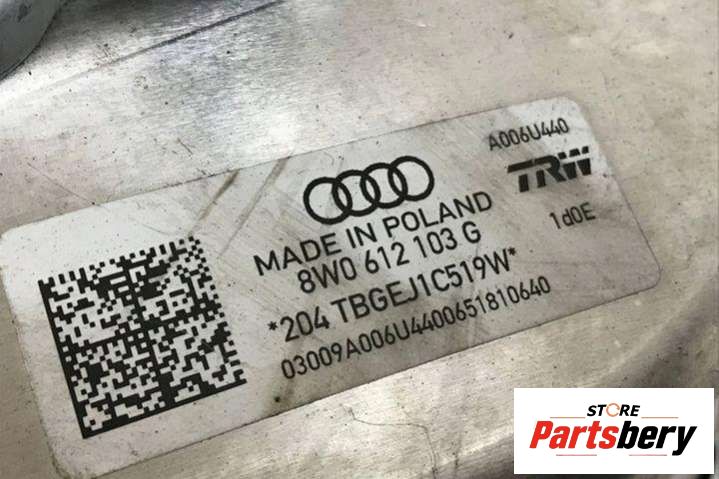 A006U440
TRW
1d0E
MADE IN POLAND
8W0 612 103 G
*204 TBGEJ1C519W*
03009A006U4400651810640
STORE
Partsbery